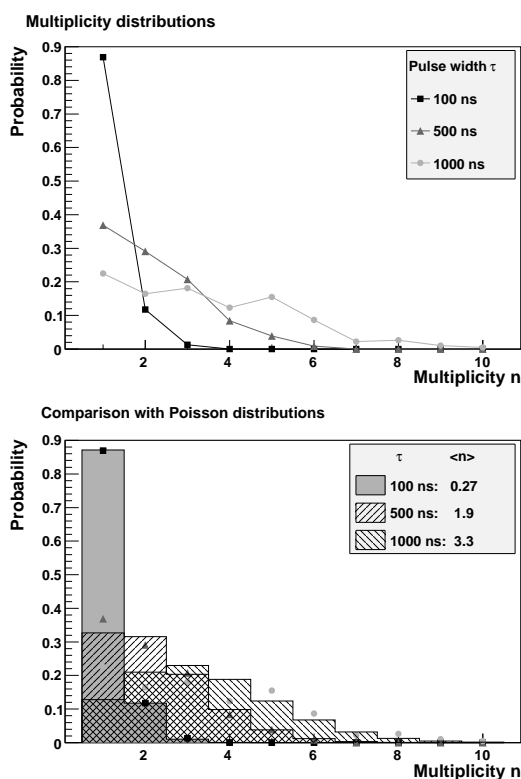 Multiplicity distributions
Probability
0.9
0.8
0.7
0.6
0.5
0.4
0.3
0.2
0.1
0
Pulse width τ
100 ns
500 ns
1000 ns
2 4 6 8 10
Multiplicity n
Comparison with Poisson distributions
Probability
0.9
0.8
0.7
0.6
0.5
0.4
0.3
0.2
0.1
0
τ <n>
100 ns: 0.27
500 ns: 1.9
1000 ns: 3.3
2 4 6 8 10
Multiplicity n